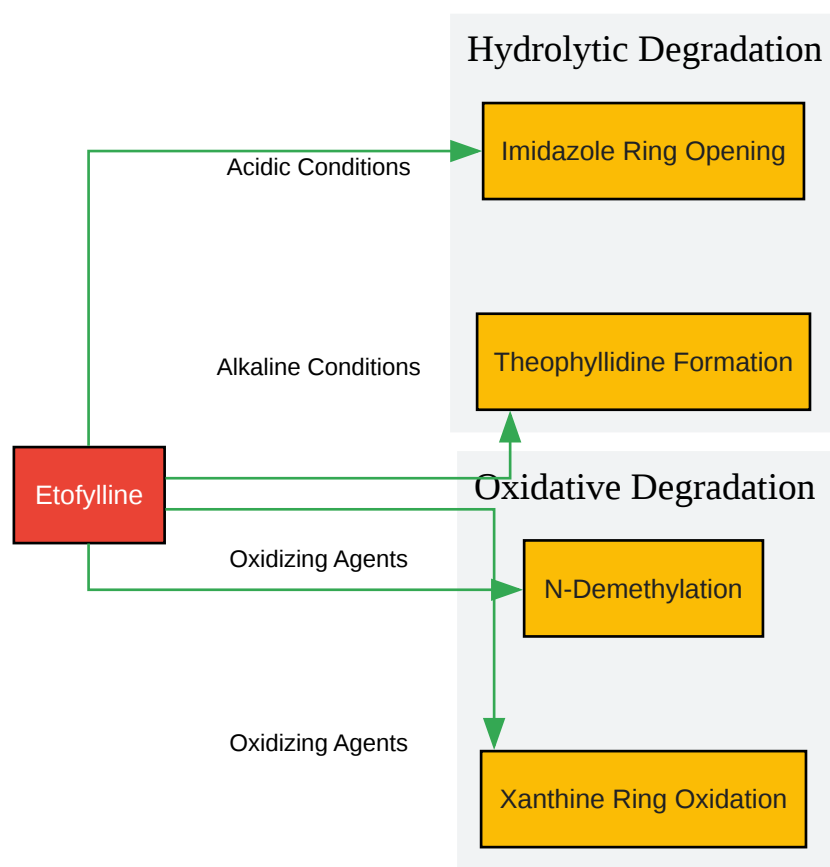 Hydrolytic Degradation
Imidazole Ring Opening
Acidic Conditions
Theophyllidine Formation
Alkaline Conditions
Etofylline
Oxidative Degradation
Oxidizing Agents
N-Demethylation
Oxidizing Agents
Xanthine Ring Oxidation